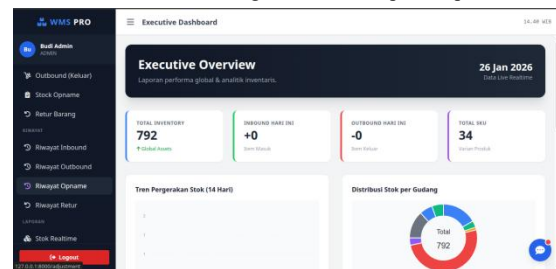 WMS PRO
Bu
Budi Admin
ADMIN
Outbound (Keluar)
Stock Opname
Retur Barang
RIWAYAT
Riwayat Inbound
Riwayat Outbound
Riwayat Opname
Riwayat Retur
LAPORAN
Stok Realtime
Logout
127.0.0.1:8000/adjustment
Executive Dashboard
14.40 WIB
Executive Overview
Laporan performa global & analitik inventaris.
26 Jan 2026
Data Live Realtime
TOTAL INVENTORY
792
Global Assets
INBOUND HARI INI
+0
Item Masuk
OUTBOUND HARI INI
-0
Item Keluar
TOTAL SKU
34
Varian Produk
Tren Pergerakan Stok (14 Hari)
Distribusi Stok per Gudang
Total
792